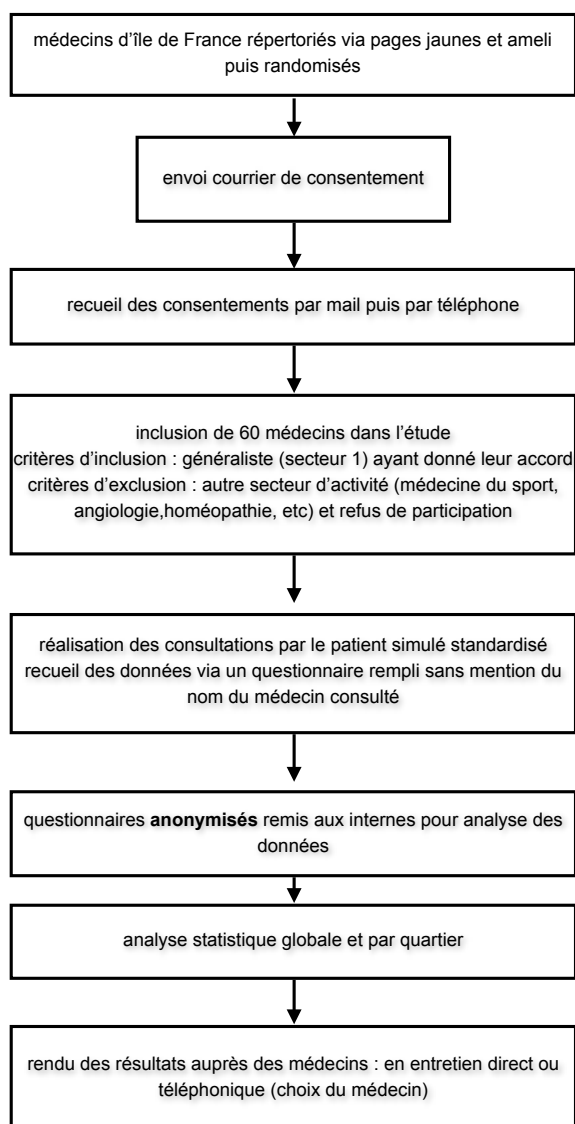 médecins d'île de France répertoriés via pages jaunes et ameli
puis randomisés
envoi courrier de consentement
recueil des consentements par mail puis par téléphone
inclusion de 60 médecins dans l'étude
critères d'inclusion : généraliste (secteur 1) ayant donné leur accord
critères d'exclusion : autre secteur d'activité (médecine du sport,
angiologie,homéopathie, etc) et refus de participation
réalisation des consultations par le patient simulé standardisé
recueil des données via un questionnaire rempli sans mention du
nom du médecin consulté
questionnaires anonymisés remis aux internes pour analyse des
données
analyse statistique globale et par quartier
rendu des résultats auprès des médecins : en entretien direct ou
téléphonique (choix du médecin)